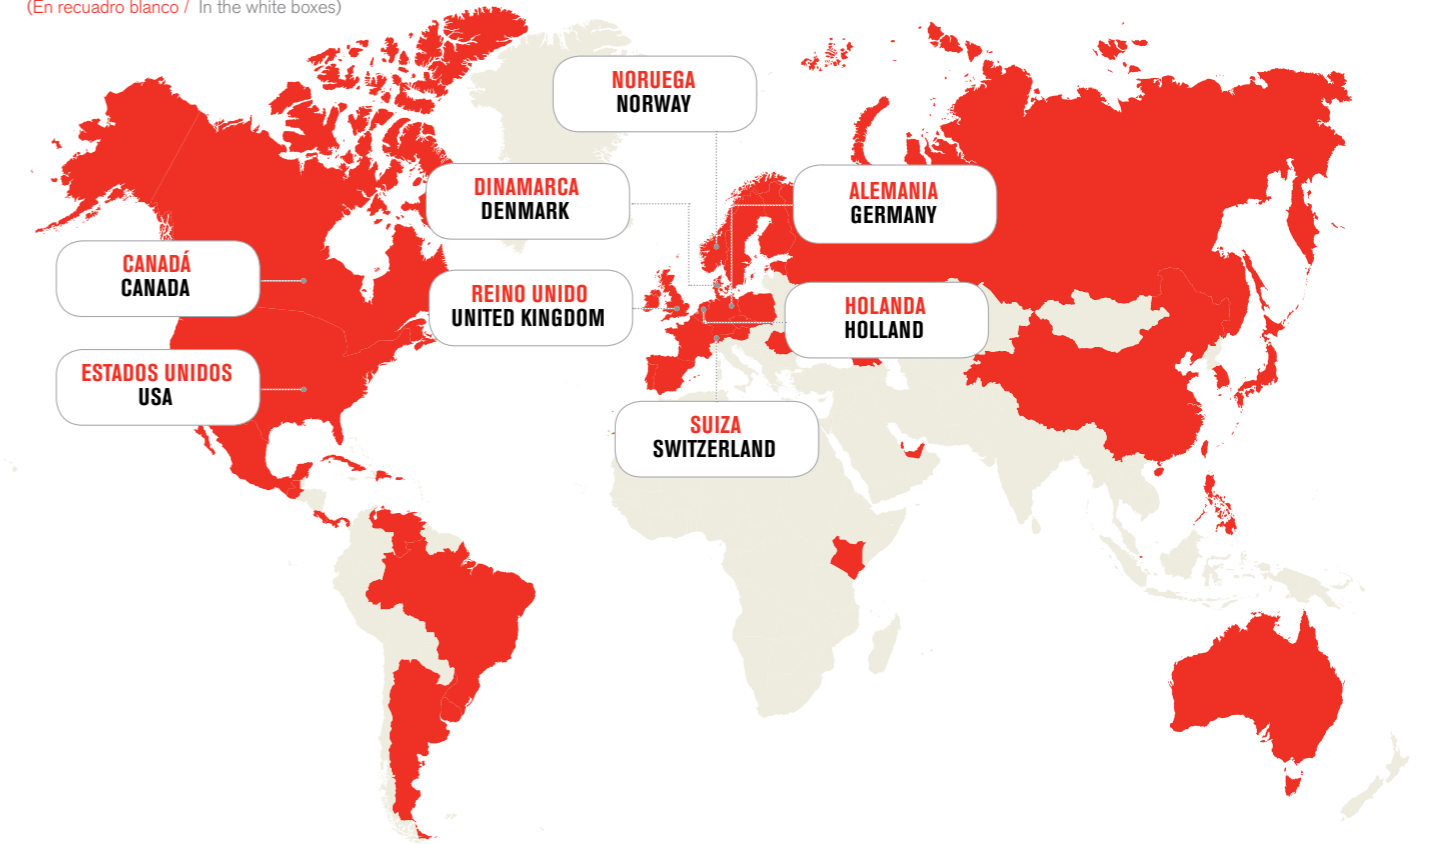 (En recuadro blanco / In the white boxes)
NORUEGA
NORWAY
DINAMARCA
DENMARK
ALEMANIA
GERMANY
CANADÁ
CANADA
REINO UNIDO
UNITED KINGDOM
HOLANDA
HOLLAND
ESTADOS UNIDOS
USA
SUIZA
SWITZERLAND